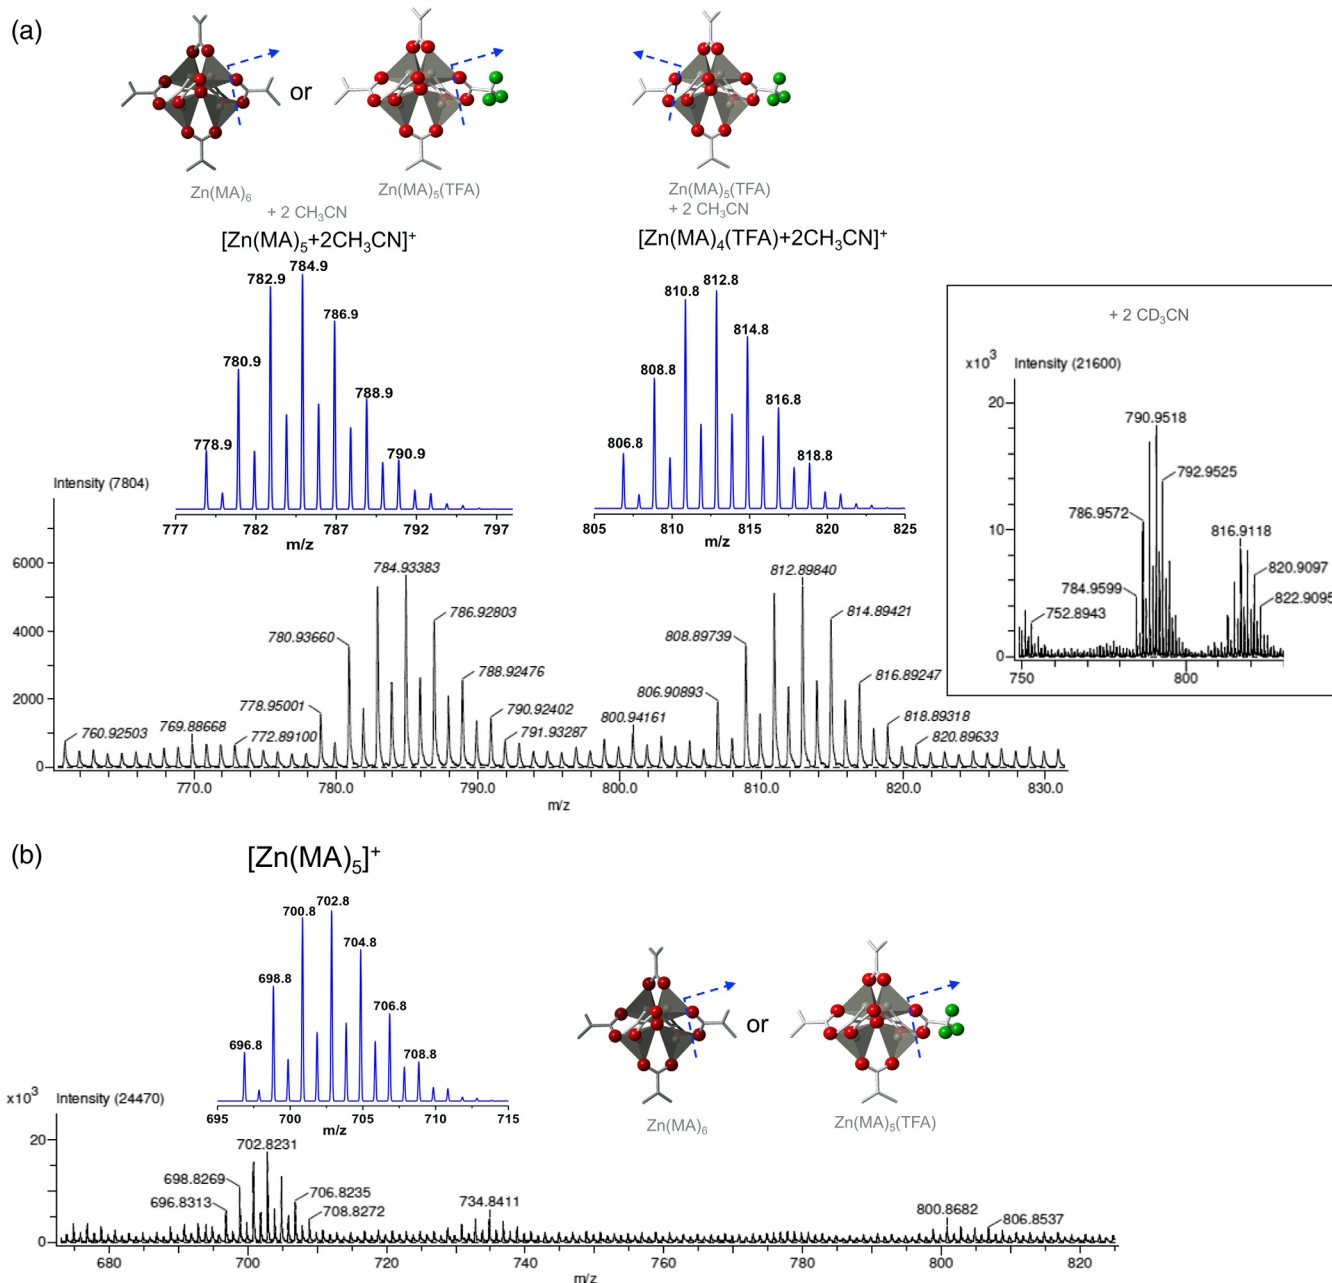 (a)
or
Zn(MA)₆
Zn(MA)₅(TFA)
+ 2 CH₃CN
[Zn(MA)₅+2CH₃CN]⁺
Zn(MA)₅(TFA)
+ 2 CH₃CN
[Zn(MA)₄(TFA)+2CH₃CN]⁺
784.9
782.9
786.9
780.9
788.9
778.9
790.9
777 782 787 792 797
m/z
812.8
810.8
814.8
808.8
816.8
806.8
818.8
805 810 815 820 825
m/z
+ 2 CD₃CN
x10³ Intensity (21600)
20
10
0
790.9518
792.9525
786.9572
816.9118
784.9599
820.9097
752.8943
822.9095
750 800
m/z
Intensity (7804)
6000
4000
2000
0
784.93383
786.92803
780.93660
788.92476
778.95001
790.92402
760.92503
769.88668
772.89100
791.93287
800.94161
812.89840
814.89421
808.89739
816.89247
806.90893
818.89318
820.89633
770.0 780.0 790.0 800.0 810.0 820.0 830.0
m/z
(b)
[Zn(MA)₅]⁺
702.8
700.8
704.8
698.8
706.8
696.8
708.8
695 700 705 710 715
m/z
or
Zn(MA)₆
Zn(MA)₅(TFA)
x10³ Intensity (24470)
20
0
702.8231
698.8269
706.8235
696.8313
708.8272
734.8411
800.8682
806.8537
680 700 720 740 760 780 800 820
m/z